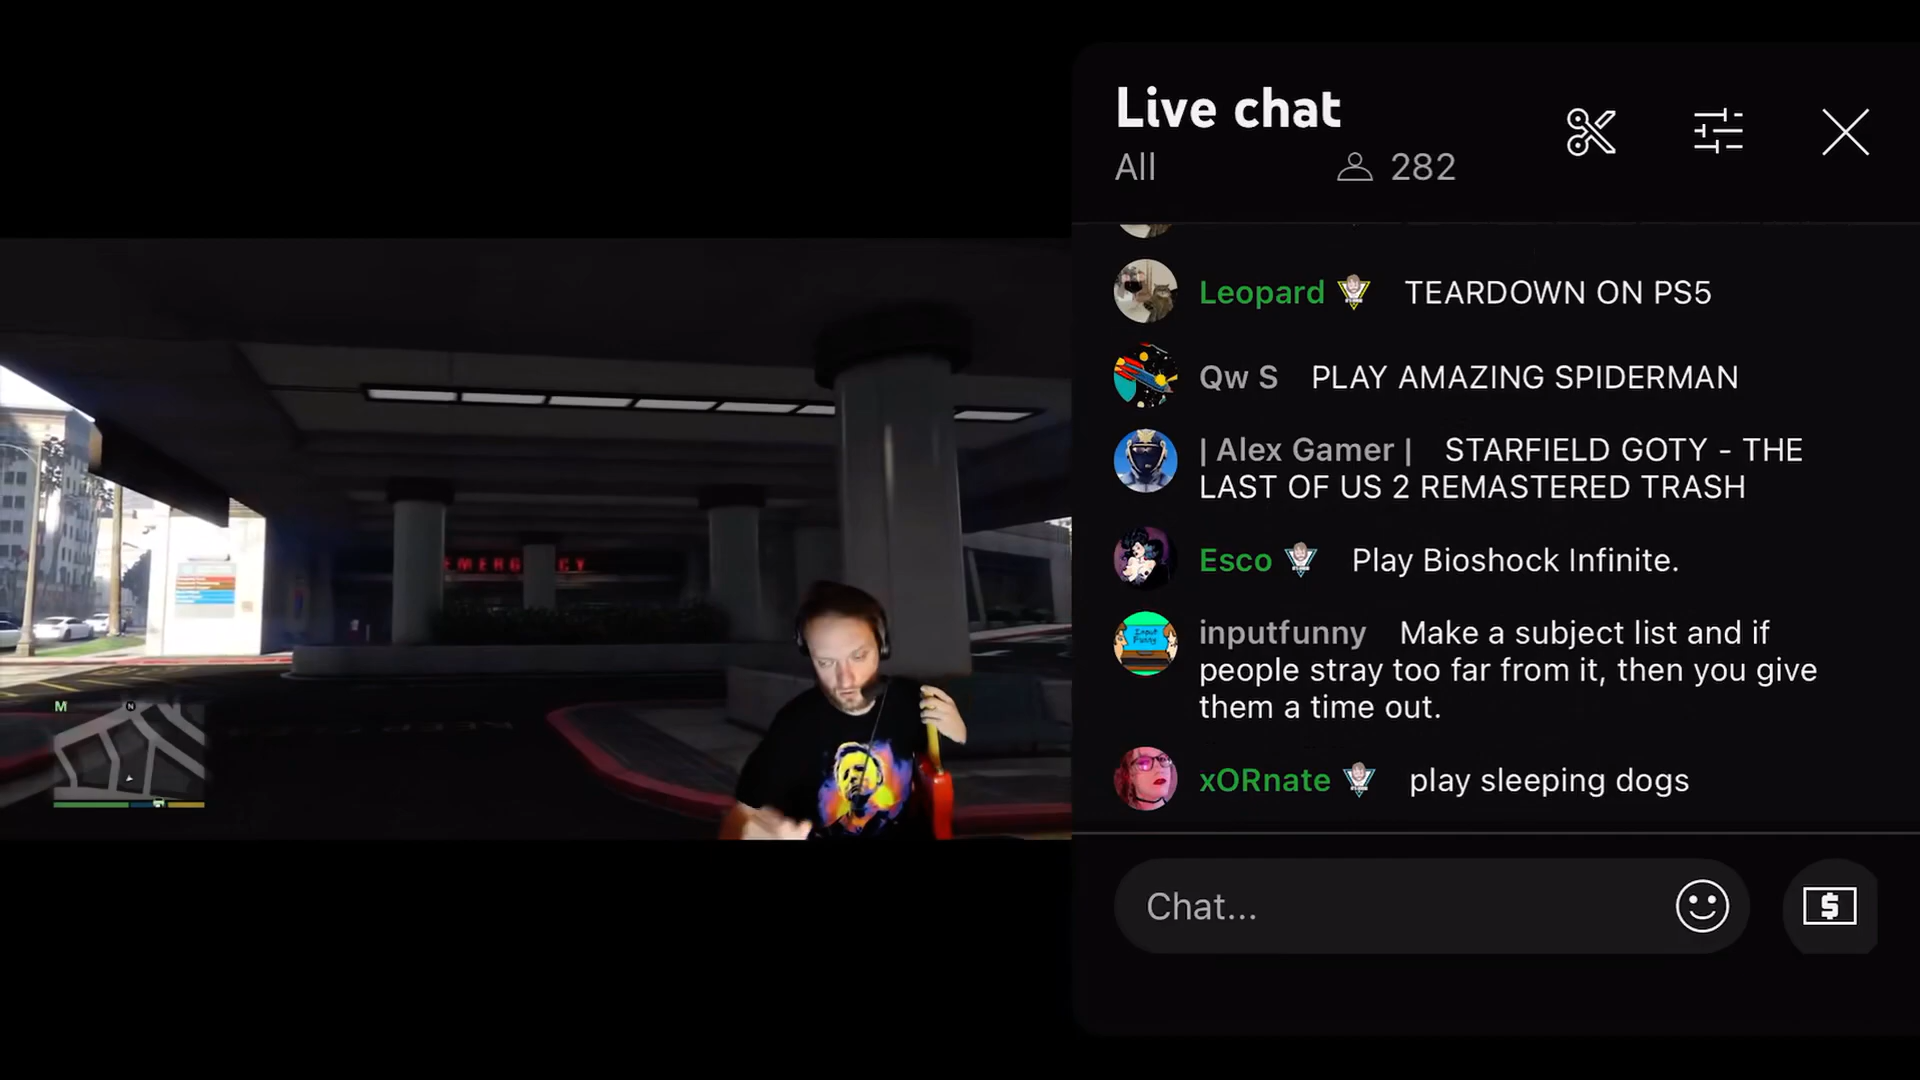 Live chat
All 282
Leopard TEARDOWN ON PS5
Qw S PLAY AMAZING SPIDERMAN
| Alex Gamer | STARFIELD GOTY - THE
LAST OF US 2 REMASTERED TRASH
Esco Play Bioshock Infinite.
inputfunny Make a subject list and if
people stray too far from it, then you give
them a time out.
xORnate play sleeping dogs
Chat...
$
M
N
Input
Funny